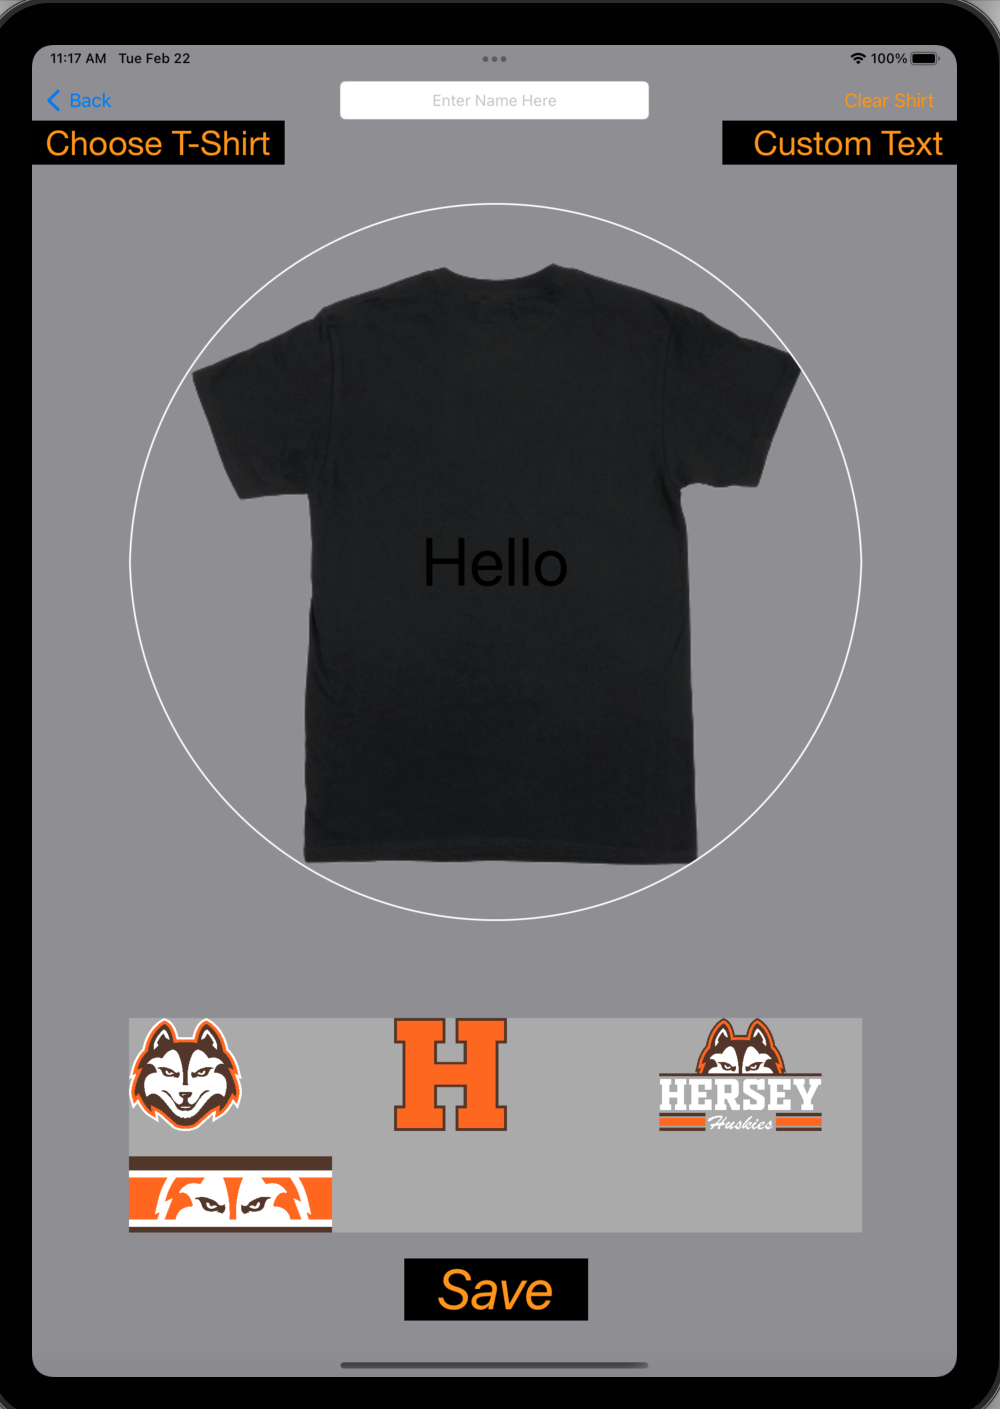 11:17 AM Tue Feb 22
100%
Back
Enter Name Here
Clear Shirt
Choose T-Shirt
Custom Text
Hello
H
HERSEY
Huskies
Save